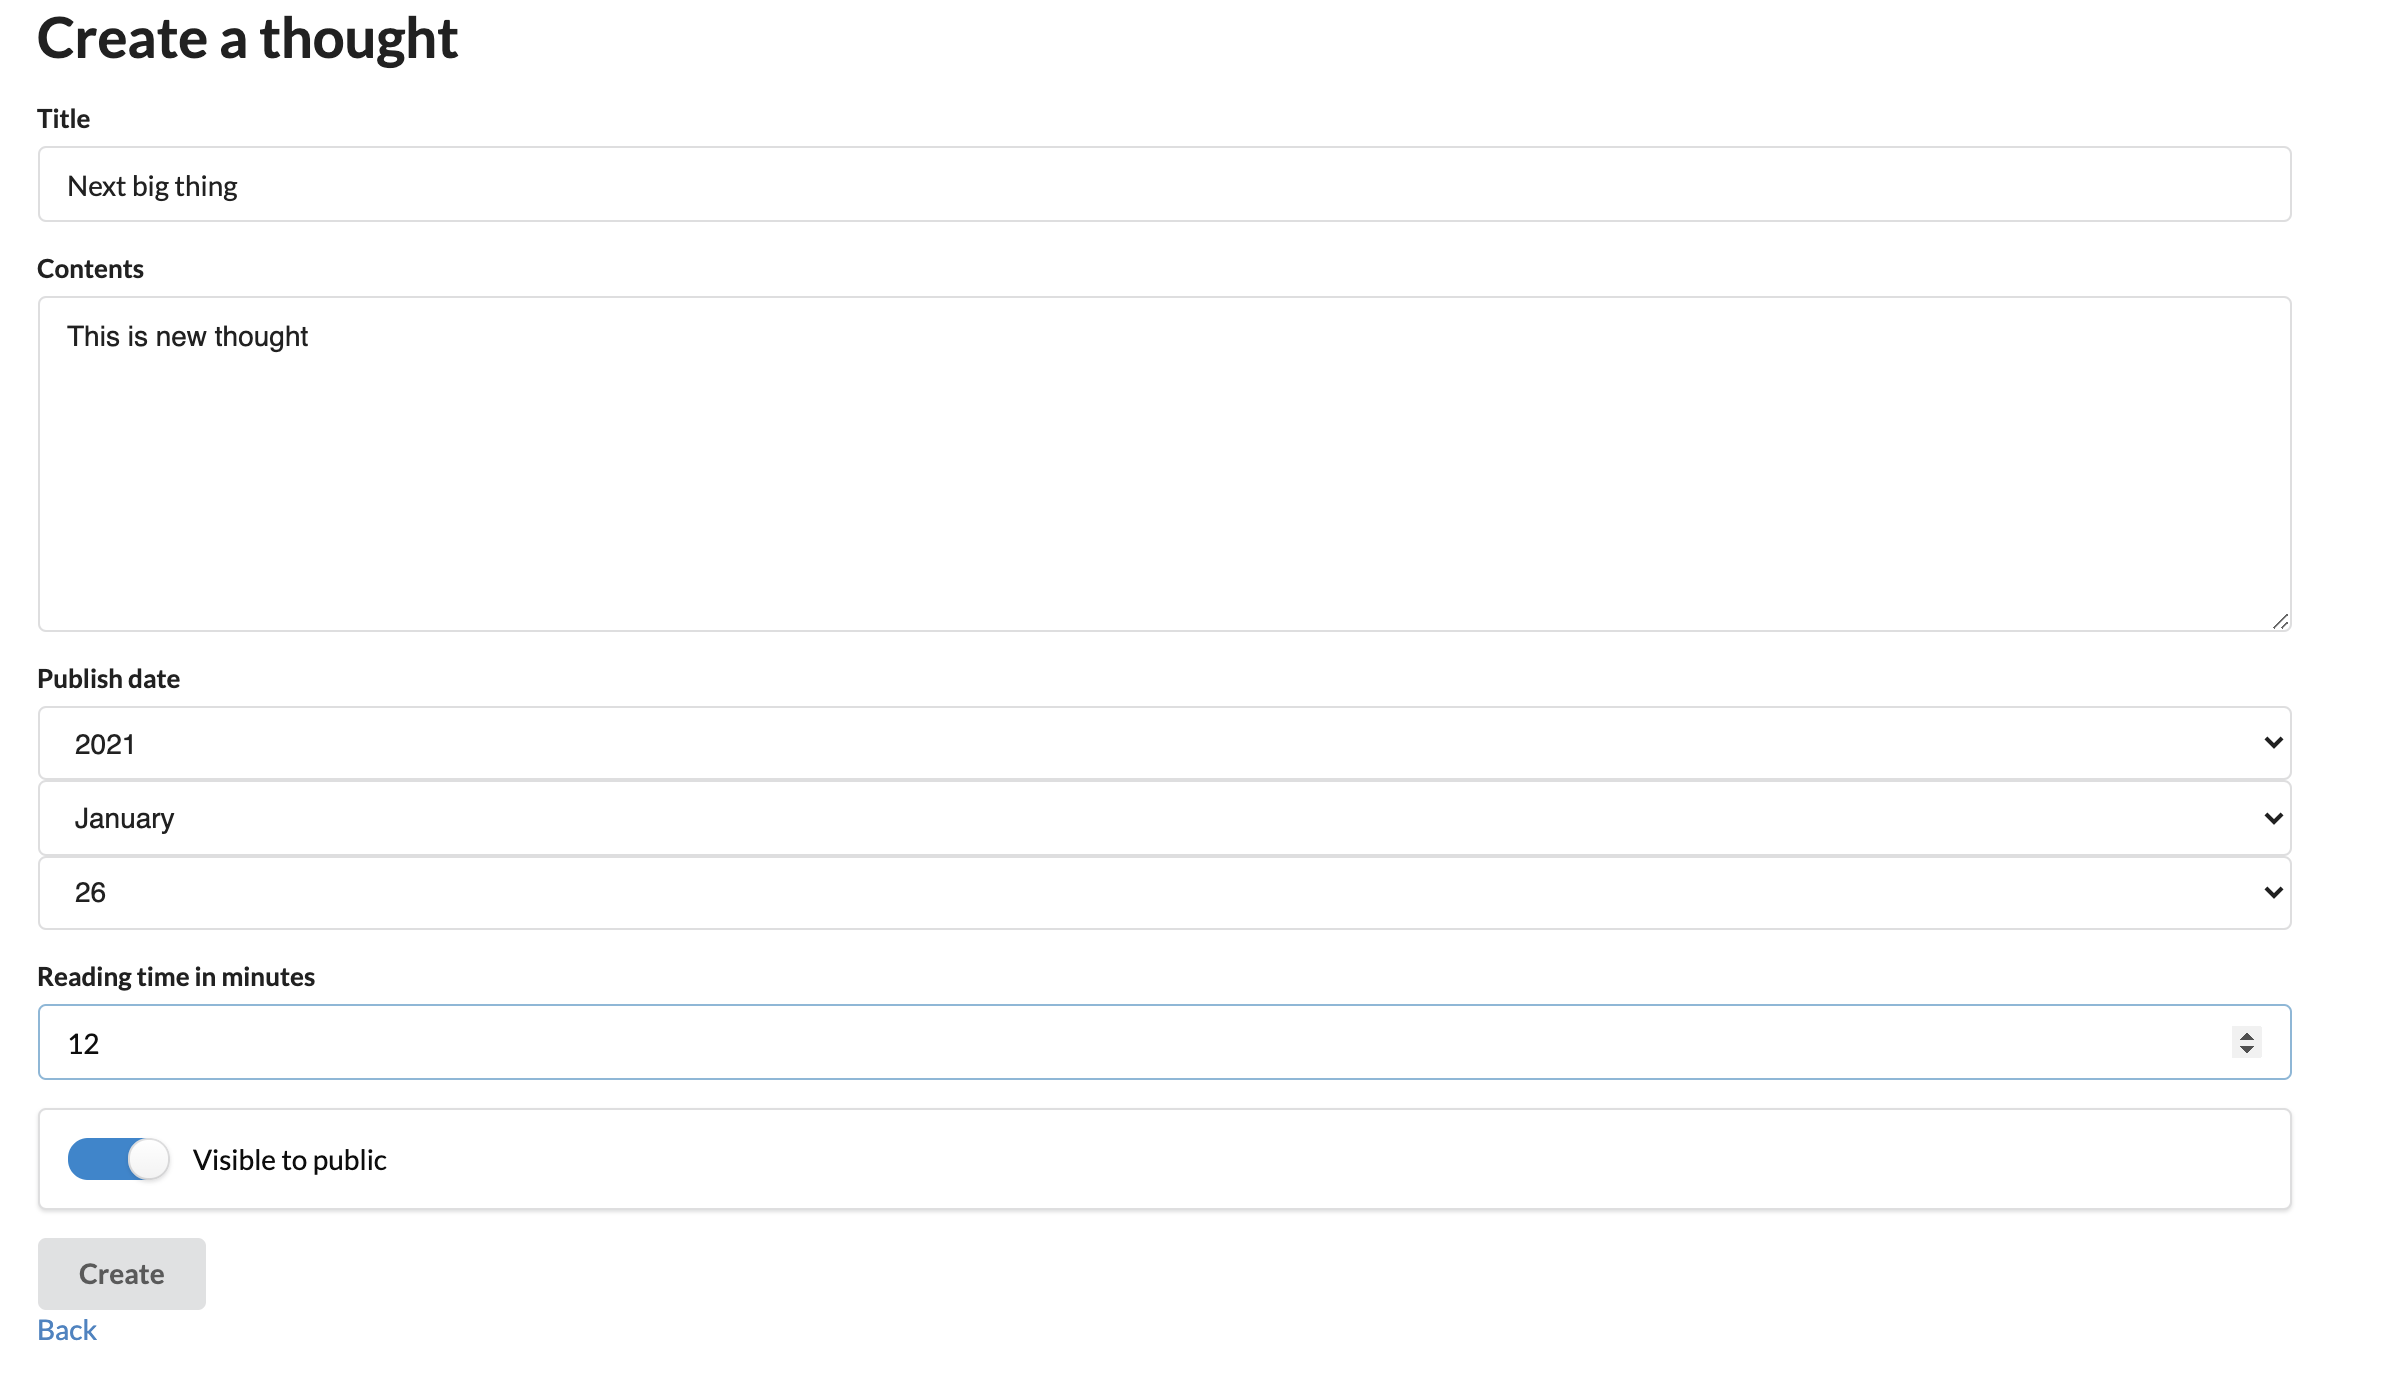 Create a thought
Title
Next big thing
Contents
This is new thought
Publish date
2021
January
26
Reading time in minutes
12
Visible to public
Create
Back